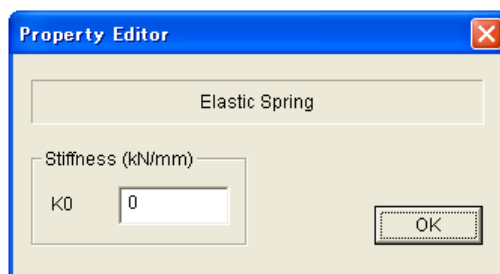 Property Editor
Elastic Spring
Stiffness (kN/mm)
K0 0
OK